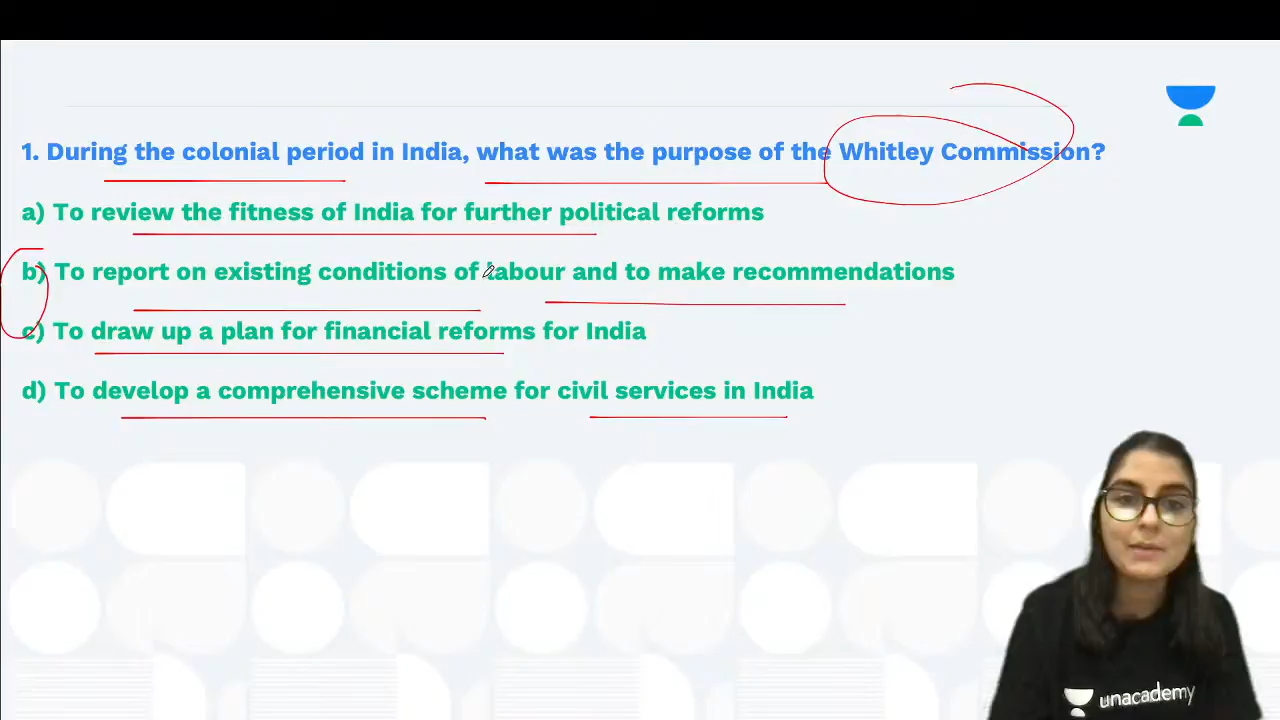 1. During the colonial period in India, what was the purpose of the Whitley Commission?
a) To review the fitness of India for further political reforms
b) To report on existing conditions of labour and to make recommendations
c) To draw up a plan for financial reforms for India
d) To develop a comprehensive scheme for civil services in India
unacademy